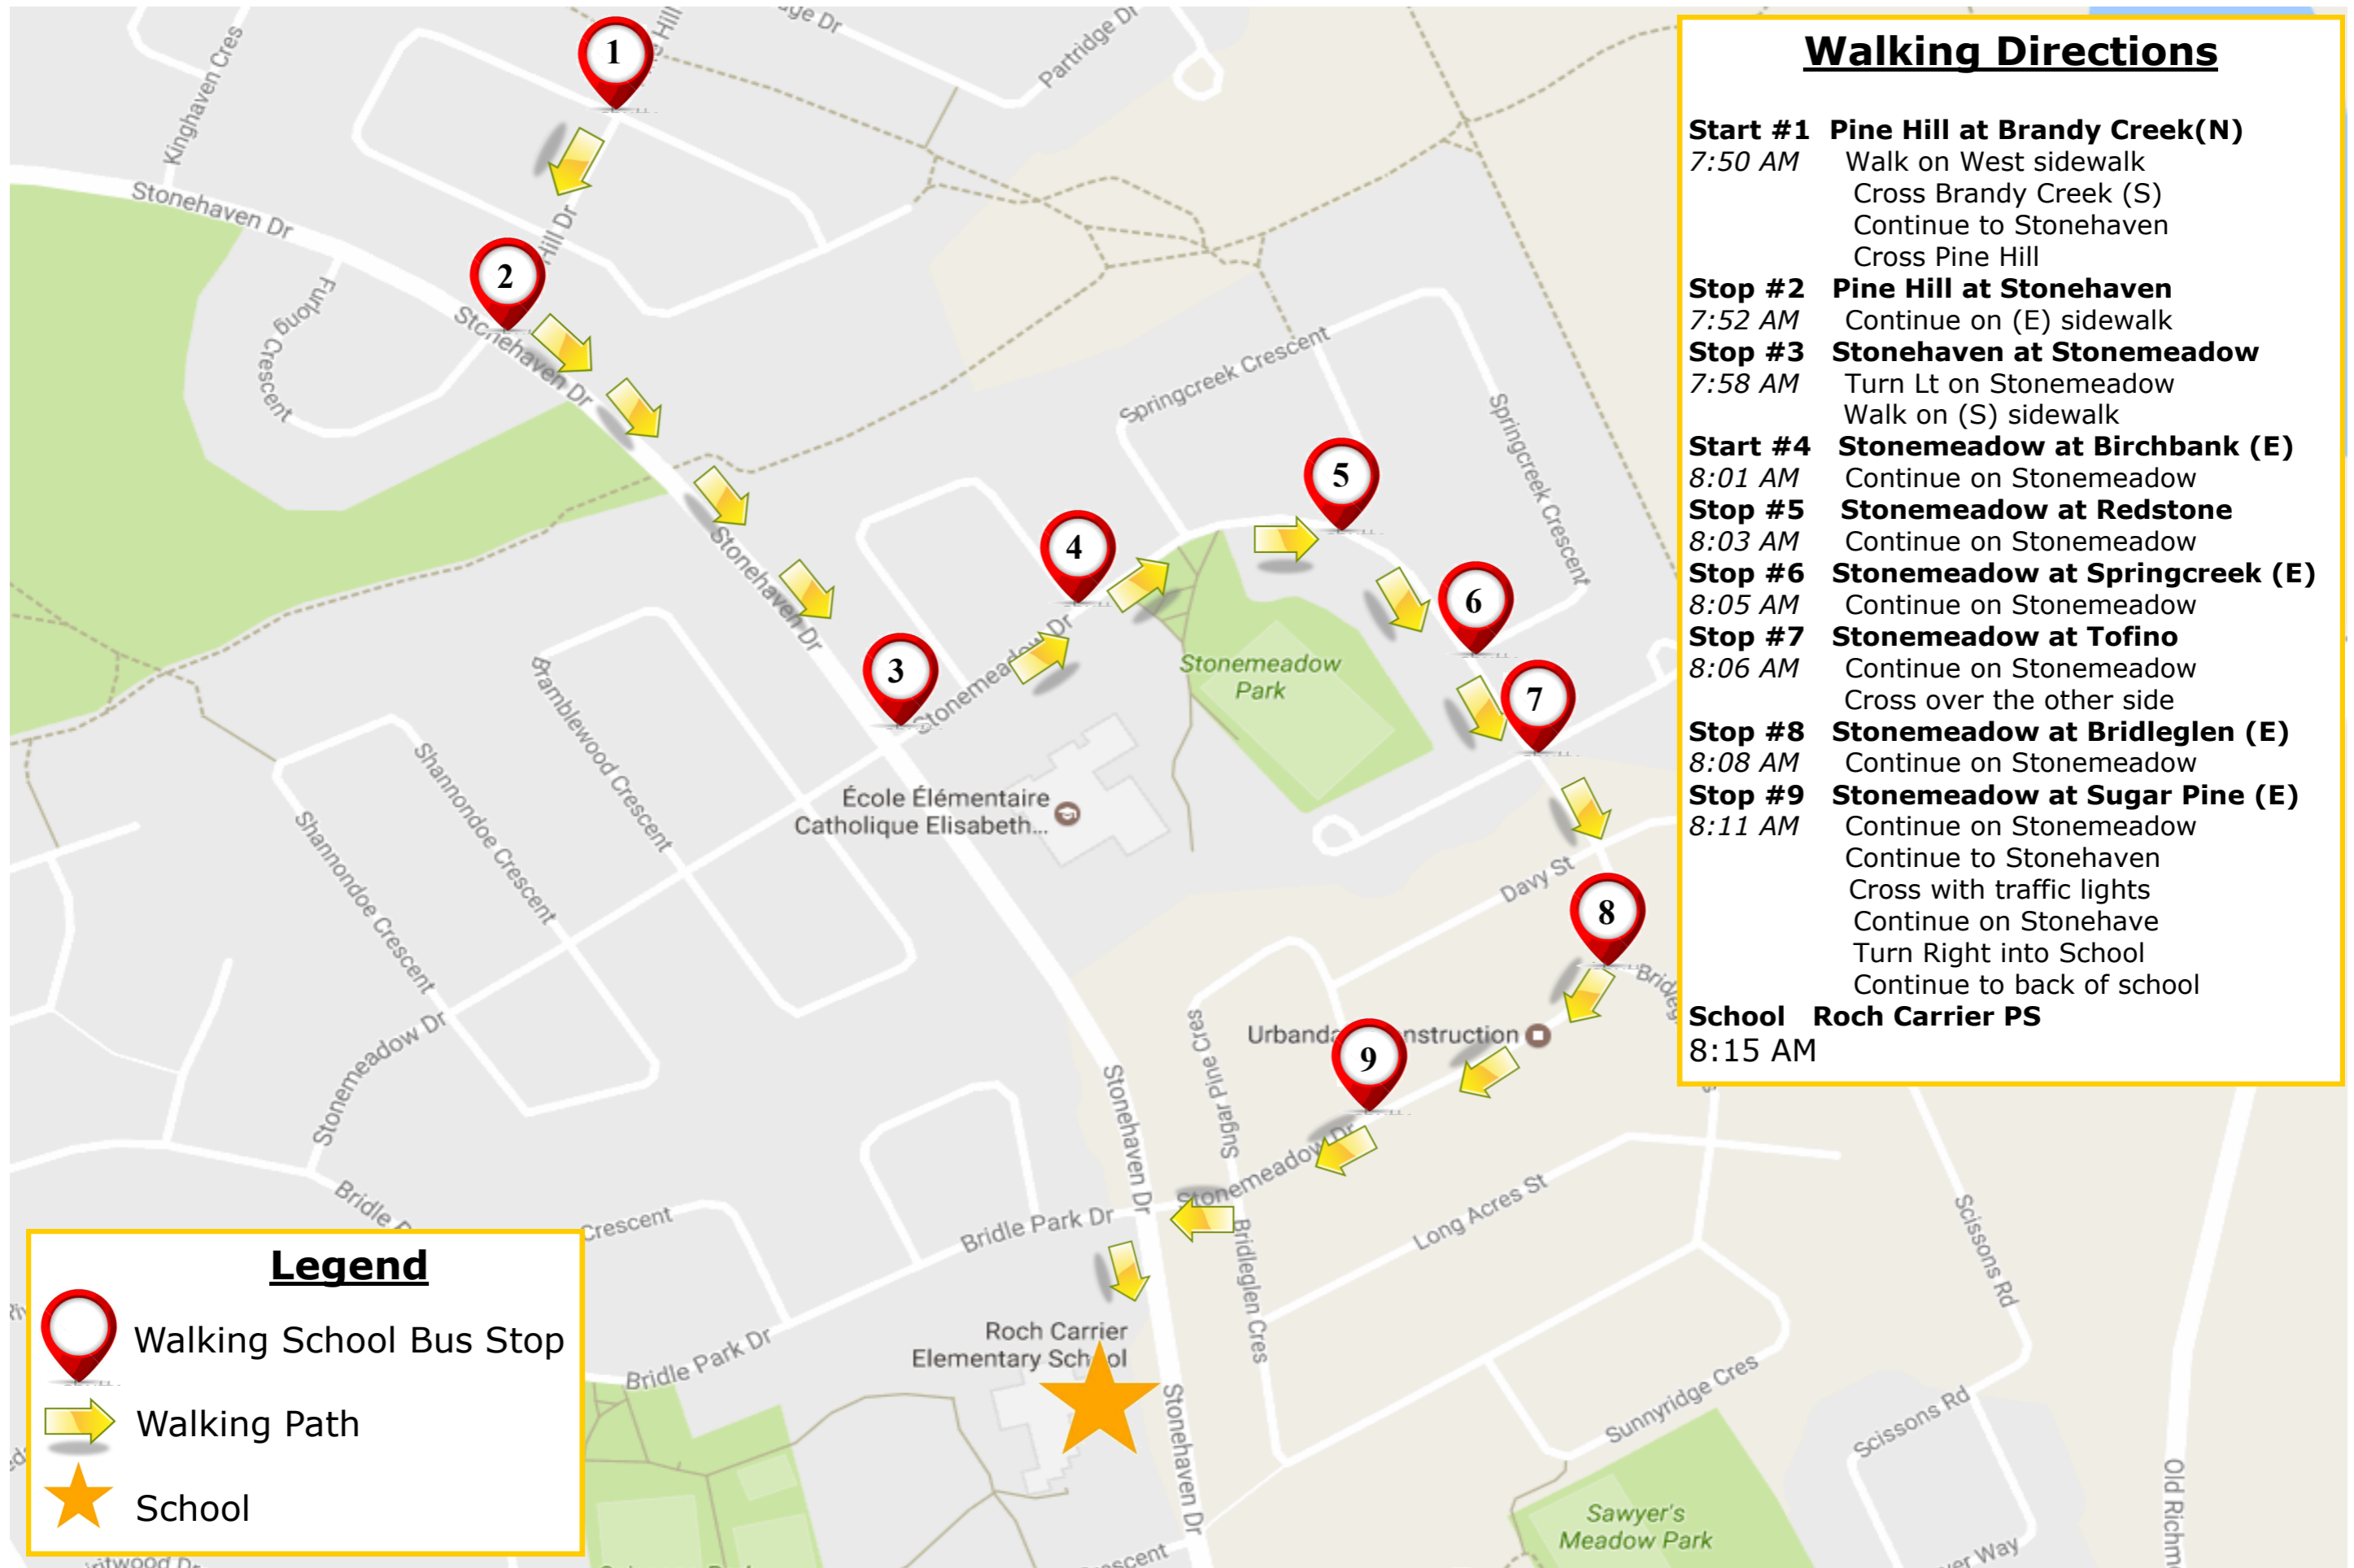 Walking Directions
Start #1 Pine Hill at Brandy Creek(N)
7:50 AM Walk on West sidewalk
Cross Brandy Creek (S)
Continue to Stonehaven
Cross Pine Hill
Stop #2 Pine Hill at Stonehaven
7:52 AM Continue on (E) sidewalk
Stop #3 Stonehaven at Stonemeadow
7:58 AM Turn Lt on Stonemeadow
Walk on (S) sidewalk
Start #4 Stonemeadow at Birchbank (E)
8:01 AM Continue on Stonemeadow
Stop #5 Stonemeadow at Redstone
8:03 AM Continue on Stonemeadow
Stop #6 Stonemeadow at Springcreek (E)
8:05 AM Continue on Stonemeadow
Stop #7 Stonemeadow at Tofino
8:06 AM Continue on Stonemeadow
Cross over the other side
Stop #8 Stonemeadow at Bridleglen (E)
8:08 AM Continue on Stonemeadow
Stop #9 Stonemeadow at Sugar Pine (E)
8:11 AM Continue on Stonemeadow
Continue to Stonehaven
Cross with traffic lights
Continue on Stonehave
Turn Right into School
Continue to back of school
School Roch Carrier PS
8:15 AM
1
Kinghaven Cres
Hill
Dr
Partridge Dr
Stonehaven Dr
Hill Dr
2
Furlong
Crescent
Stonehaven Dr
Springcreek Crescent
Springcreek Crescent
5
Stonehaven Dr
4
6
Stonemeadow Dr
3
7
Stonemeadow
Park
Bramblewood Crescent
Shannondoe Crescent
Shannondoe Crescent
École Élémentaire
Catholique Elisabeth...
Davy St
8
Stonemeadow Dr
Sugar Pine Cres
9
Stonehaven Dr
Stonemeadow Dr
Bridle Park Dr
Long Acres St
Bridleglen Cres
Scissons Rd
Bridle
Crescent
Roch Carrier
Elementary School
Bridle Park Dr
Stonehaven Dr
Sunnyridge Cres
Scissons Rd
Sawyer's
Meadow Park
Way
Legend
Walking School Bus Stop
Walking Path
School